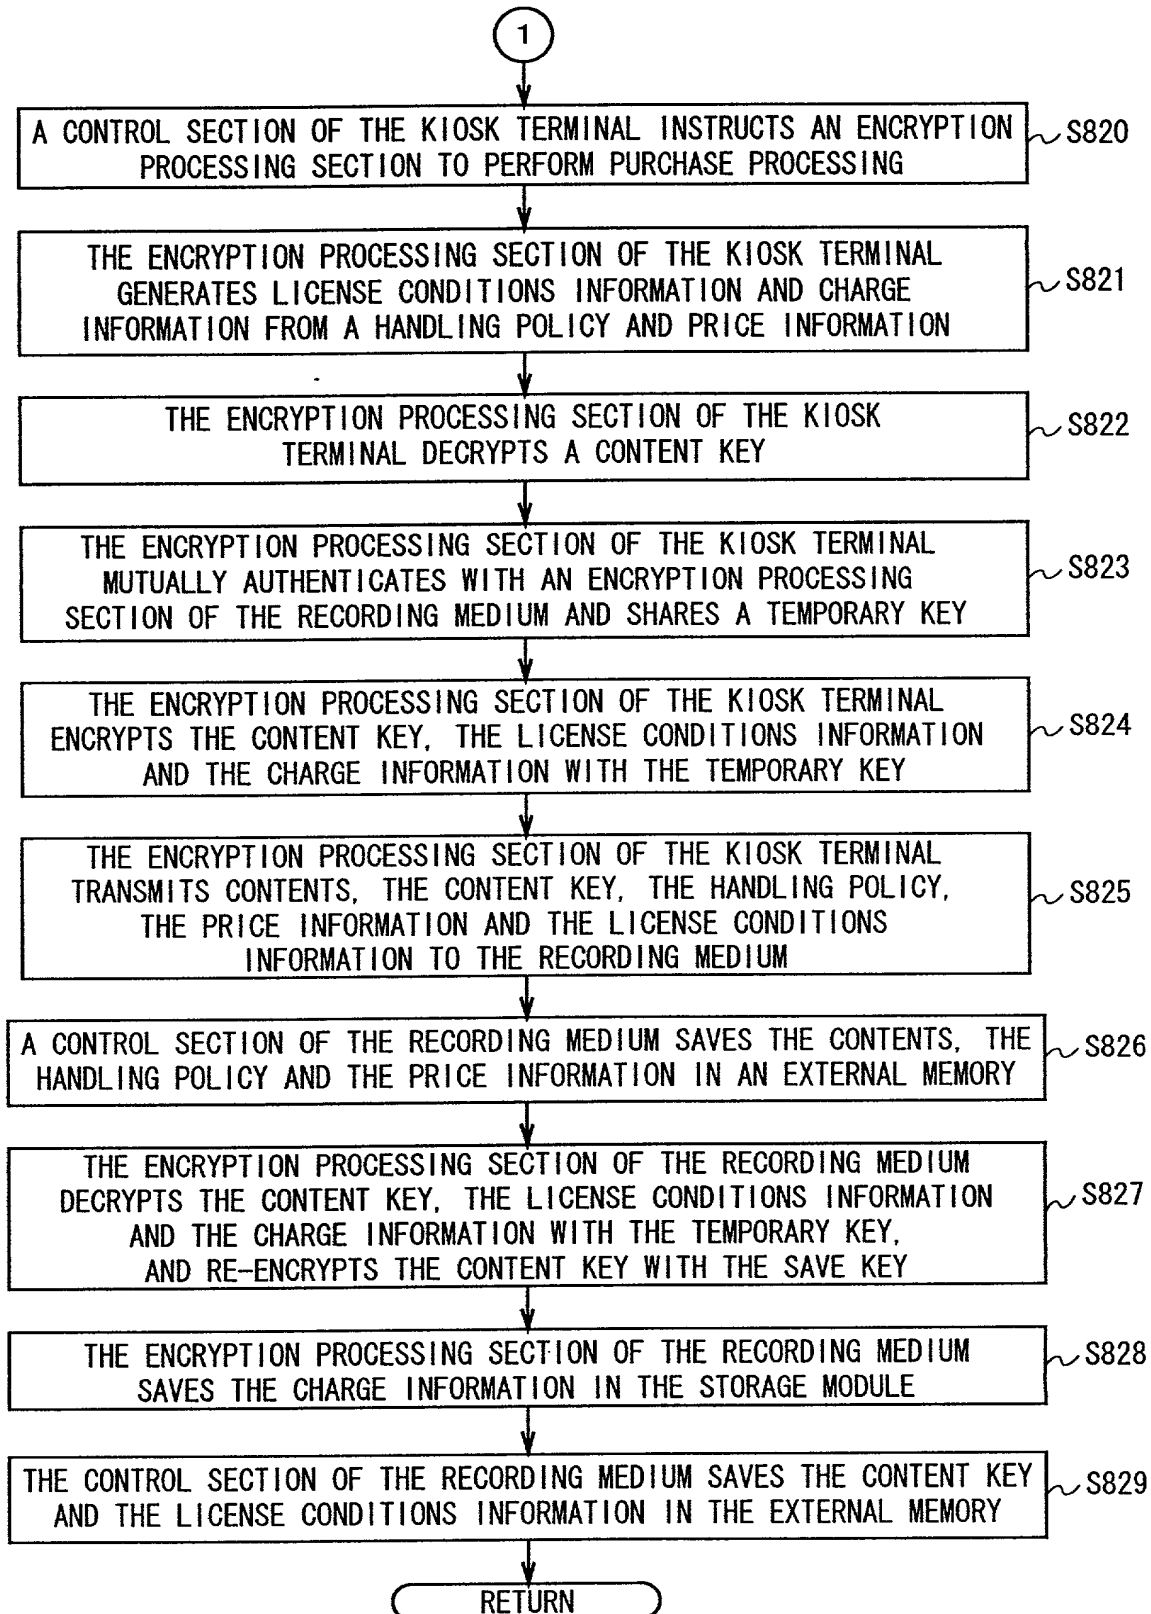 1
A CONTROL SECTION OF THE KIOSK TERMINAL INSTRUCTS AN ENCRYPTION
PROCESSING SECTION TO PERFORM PURCHASE PROCESSING
S820
THE ENCRYPTION PROCESSING SECTION OF THE KIOSK TERMINAL
GENERATES LICENSE CONDITIONS INFORMATION AND CHARGE
INFORMATION FROM A HANDLING POLICY AND PRICE INFORMATION
S821
THE ENCRYPTION PROCESSING SECTION OF THE KIOSK
TERMINAL DECRYPTS A CONTENT KEY
S822
THE ENCRYPTION PROCESSING SECTION OF THE KIOSK TERMINAL
MUTUALLY AUTHENTICATES WITH AN ENCRYPTION PROCESSING
SECTION OF THE RECORDING MEDIUM AND SHARES A TEMPORARY KEY
S823
THE ENCRYPTION PROCESSING SECTION OF THE KIOSK TERMINAL
ENCRYPTS THE CONTENT KEY, THE LICENSE CONDITIONS INFORMATION
AND THE CHARGE INFORMATION WITH THE TEMPORARY KEY
S824
THE ENCRYPTION PROCESSING SECTION OF THE KIOSK TERMINAL
TRANSMITS CONTENTS, THE CONTENT KEY, THE HANDLING POLICY,
THE PRICE INFORMATION AND THE LICENSE CONDITIONS
INFORMATION TO THE RECORDING MEDIUM
S825
A CONTROL SECTION OF THE RECORDING MEDIUM SAVES THE CONTENTS, THE
HANDLING POLICY AND THE PRICE INFORMATION IN AN EXTERNAL MEMORY
S826
THE ENCRYPTION PROCESSING SECTION OF THE RECORDING MEDIUM
DECRYPTS THE CONTENT KEY, THE LICENSE CONDITIONS INFORMATION
AND THE CHARGE INFORMATION WITH THE TEMPORARY KEY,
AND RE-ENCRYPTS THE CONTENT KEY WITH THE SAVE KEY
S827
THE ENCRYPTION PROCESSING SECTION OF THE RECORDING MEDIUM
SAVES THE CHARGE INFORMATION IN THE STORAGE MODULE
S828
THE CONTROL SECTION OF THE RECORDING MEDIUM SAVES THE CONTENT KEY
AND THE LICENSE CONDITIONS INFORMATION IN THE EXTERNAL MEMORY
S829
RETURN